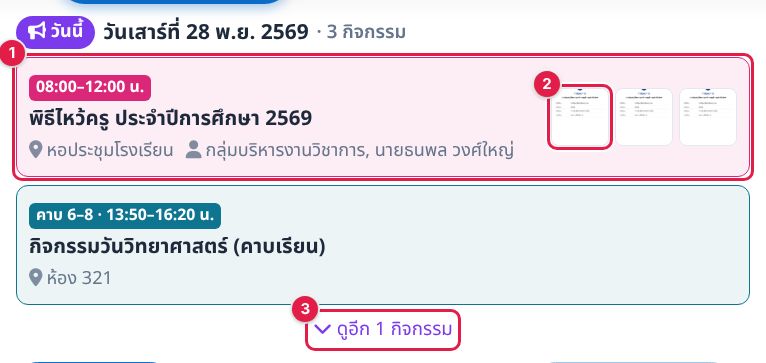 วันนี้ วันเสาร์ที่ 28 พ.ย. 2569 · 3 กิจกรรม
1
08:00–12:00 น.
2
พิธีไหว้ครู ประจำปีการศึกษา 2569
หอประชุมโรงเรียน กลุ่มบริหารงานวิชาการ, นายธนพล วงศ์ใหญ่
คาบ 6–8 · 13:50–16:20 น.
กิจกรรมวันวิทยาศาสตร์ (คาบเรียน)
ห้อง 321
3
ดูอีก 1 กิจกรรม